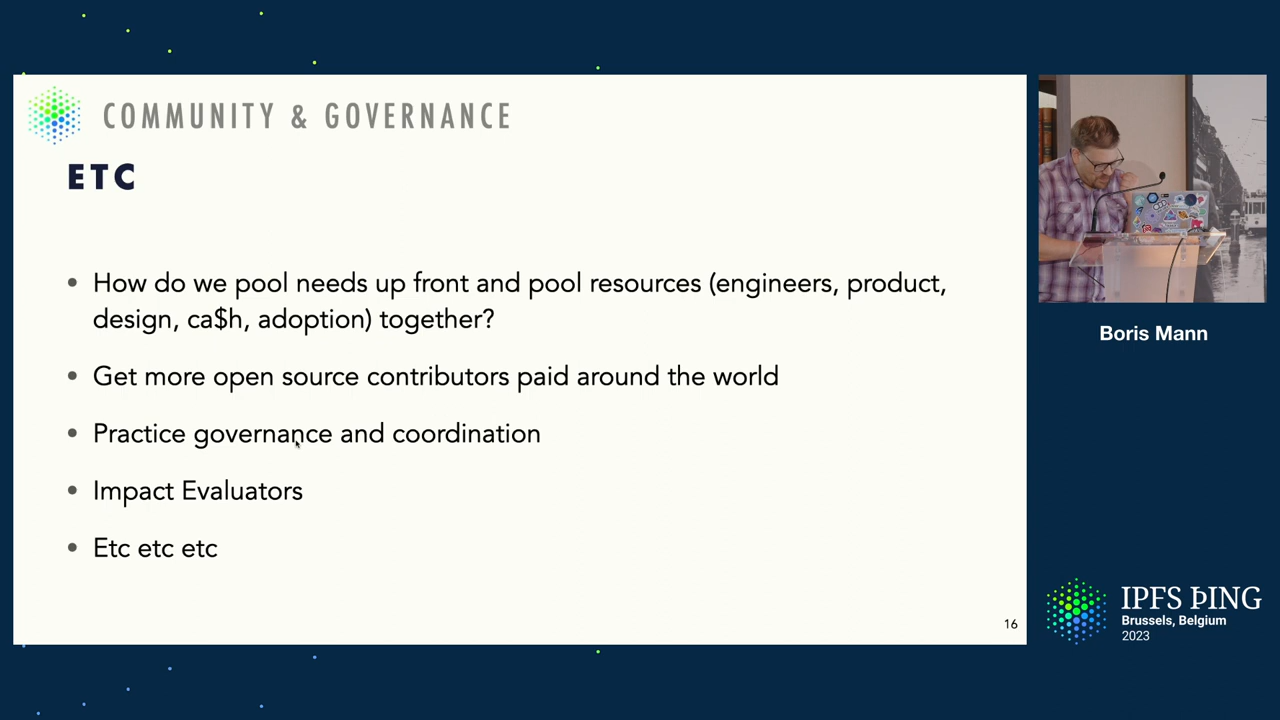 COMMUNITY & GOVERNANCE
ETC
• How do we pool needs up front and pool resources (engineers, product,
design, ca$h, adoption) together?
• Get more open source contributors paid around the world
• Practice governance and coordination
• Impact Evaluators
• Etc etc etc
16
Boris Mann
IPFS ÞING
Brussels, Belgium
2023